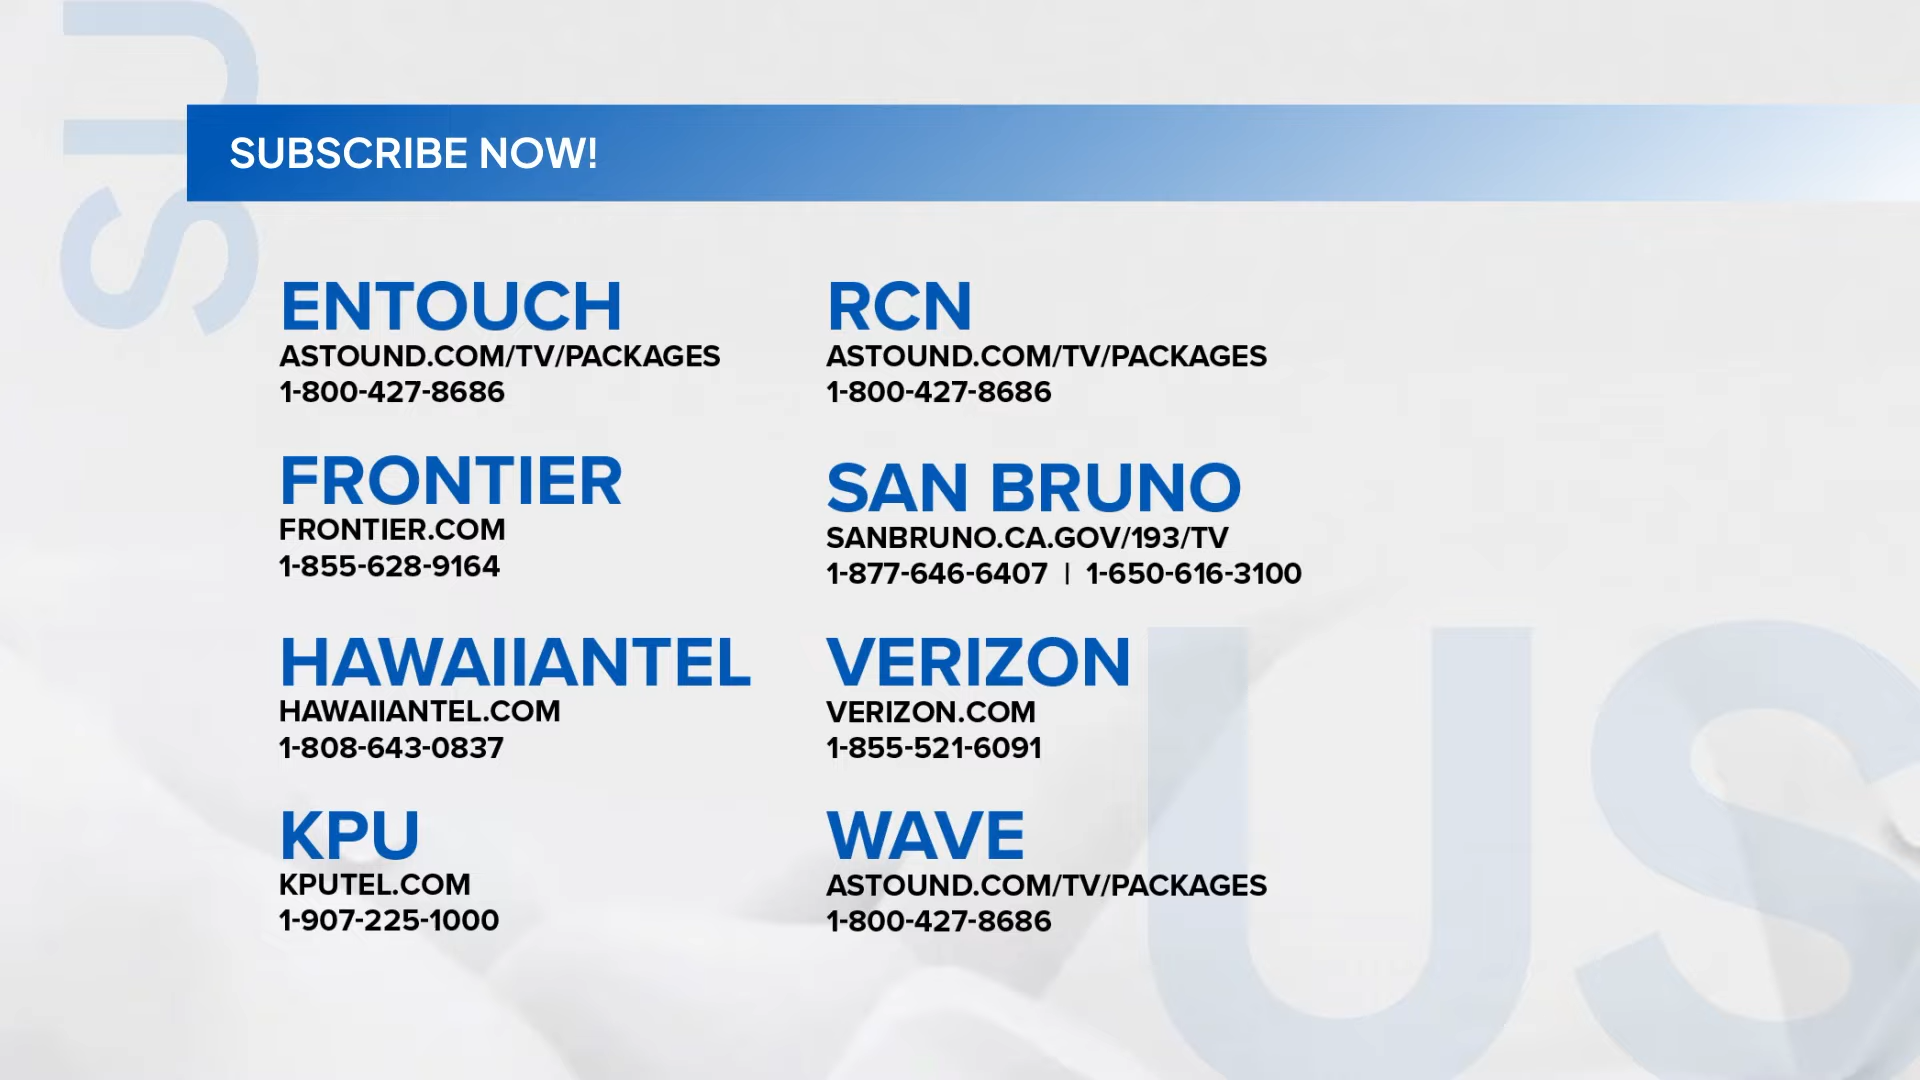 SUBSCRIBE NOW!
ENTOUCH
ASTOUND.COM/TV/PACKAGES
1-800-427-8686
FRONTIER
FRONTIER.COM
1-855-628-9164
HAWAIIANTEL
HAWAIIANTEL.COM
1-808-643-0837
KPU
KPUTEL.COM
1-907-225-1000
RCN
ASTOUND.COM/TV/PACKAGES
1-800-427-8686
SAN BRUNO
SANBRUNO.CA.GOV/193/TV
1-877-646-6407 | 1-650-616-3100
VERIZON
VERIZON.COM
1-855-521-6091
WAVE
ASTOUND.COM/TV/PACKAGES
1-800-427-8686
US